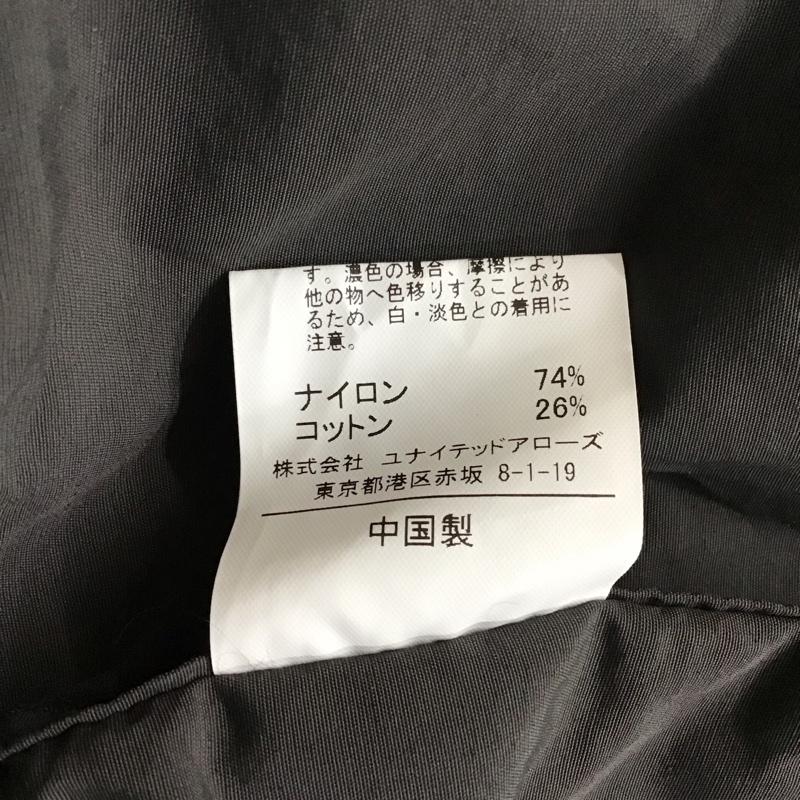 す。濃色の場合、摩擦により
他の物へ色移りすることがあ
るため、白・淡色との着用に
注意。
ナイロン 74%
コットン 26%
株式会社 ユナイテッドアローズ
東京都港区赤坂 8-1-19
中国製